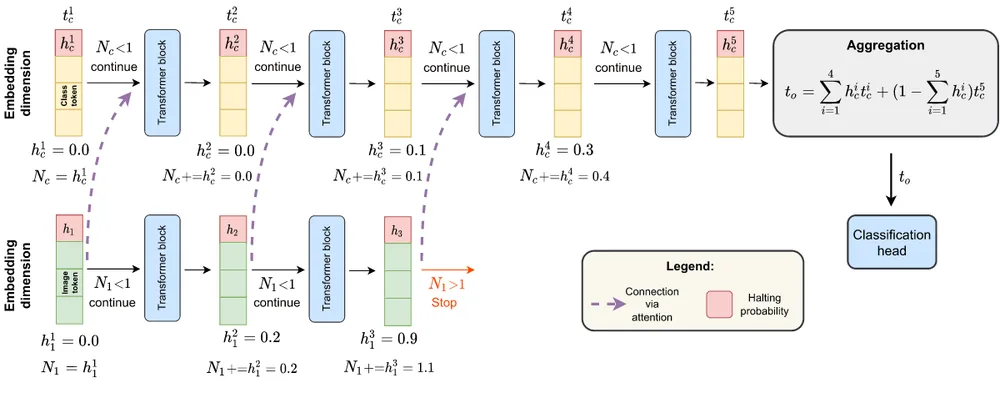 t_c^1 t_c^2 t_c^3 t_c^4 t_c^5
Embedding
dimension
h_c^1 h_c^2 h_c^3 h_c^4 h_c^5
Class
token
N_c<1
continue
Transformer block
N_c<1
continue
Transformer block
N_c<1
continue
Transformer block
N_c<1
continue
Transformer block
Aggregation
t_o = \sum_{i=1}^{4} h_c^i t_c^i + (1 - \sum_{i=1}^{5} h_c^i) t_c^5
h_c^1 = 0.0
N_c = h_c^1
h_c^2 = 0.0
N_c+=h_c^2 = 0.0
h_c^3 = 0.1
N_c+=h_c^3 = 0.1
h_c^4 = 0.3
N_c+=h_c^4 = 0.4
t_o
Classification
head
Embedding
dimension
h_1 h_2 h_3
Image
token
N_1<1
continue
Transformer block
N_1<1
continue
Transformer block
N_1>1
Stop
h_1^1 = 0.0
N_1 = h_1^1
h_1^2 = 0.2
N_1+=h_1^2 = 0.2
h_1^3 = 0.9
N_1+=h_1^3 = 1.1
Legend:
Connection
via
attention
Halting
probability